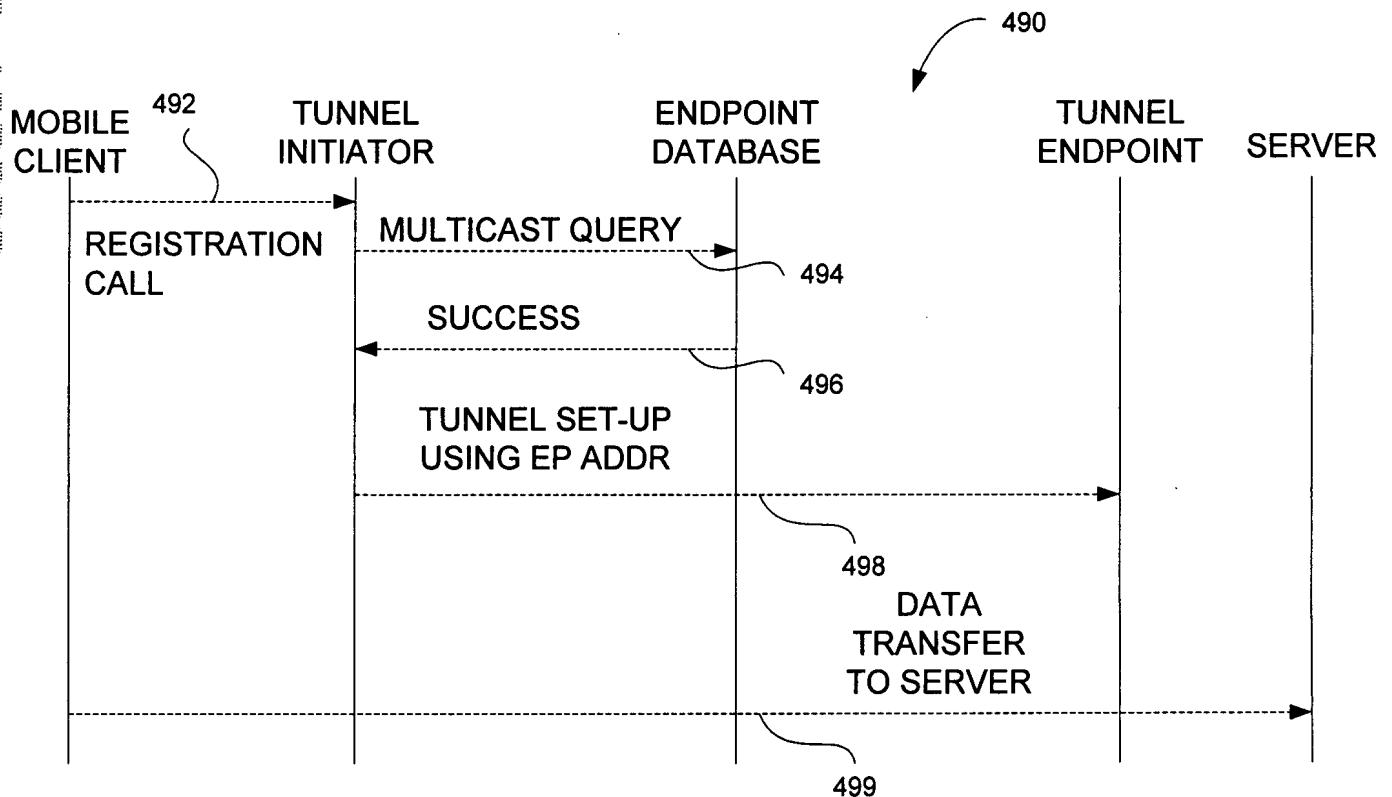 490
492
MOBILE
CLIENT
TUNNEL
INITIATOR
ENDPOINT
DATABASE
TUNNEL
ENDPOINT
SERVER
REGISTRATION
CALL
MULTICAST QUERY
494
SUCCESS
496
TUNNEL SET-UP
USING EP ADDR
498
DATA
TRANSFER
TO SERVER
499